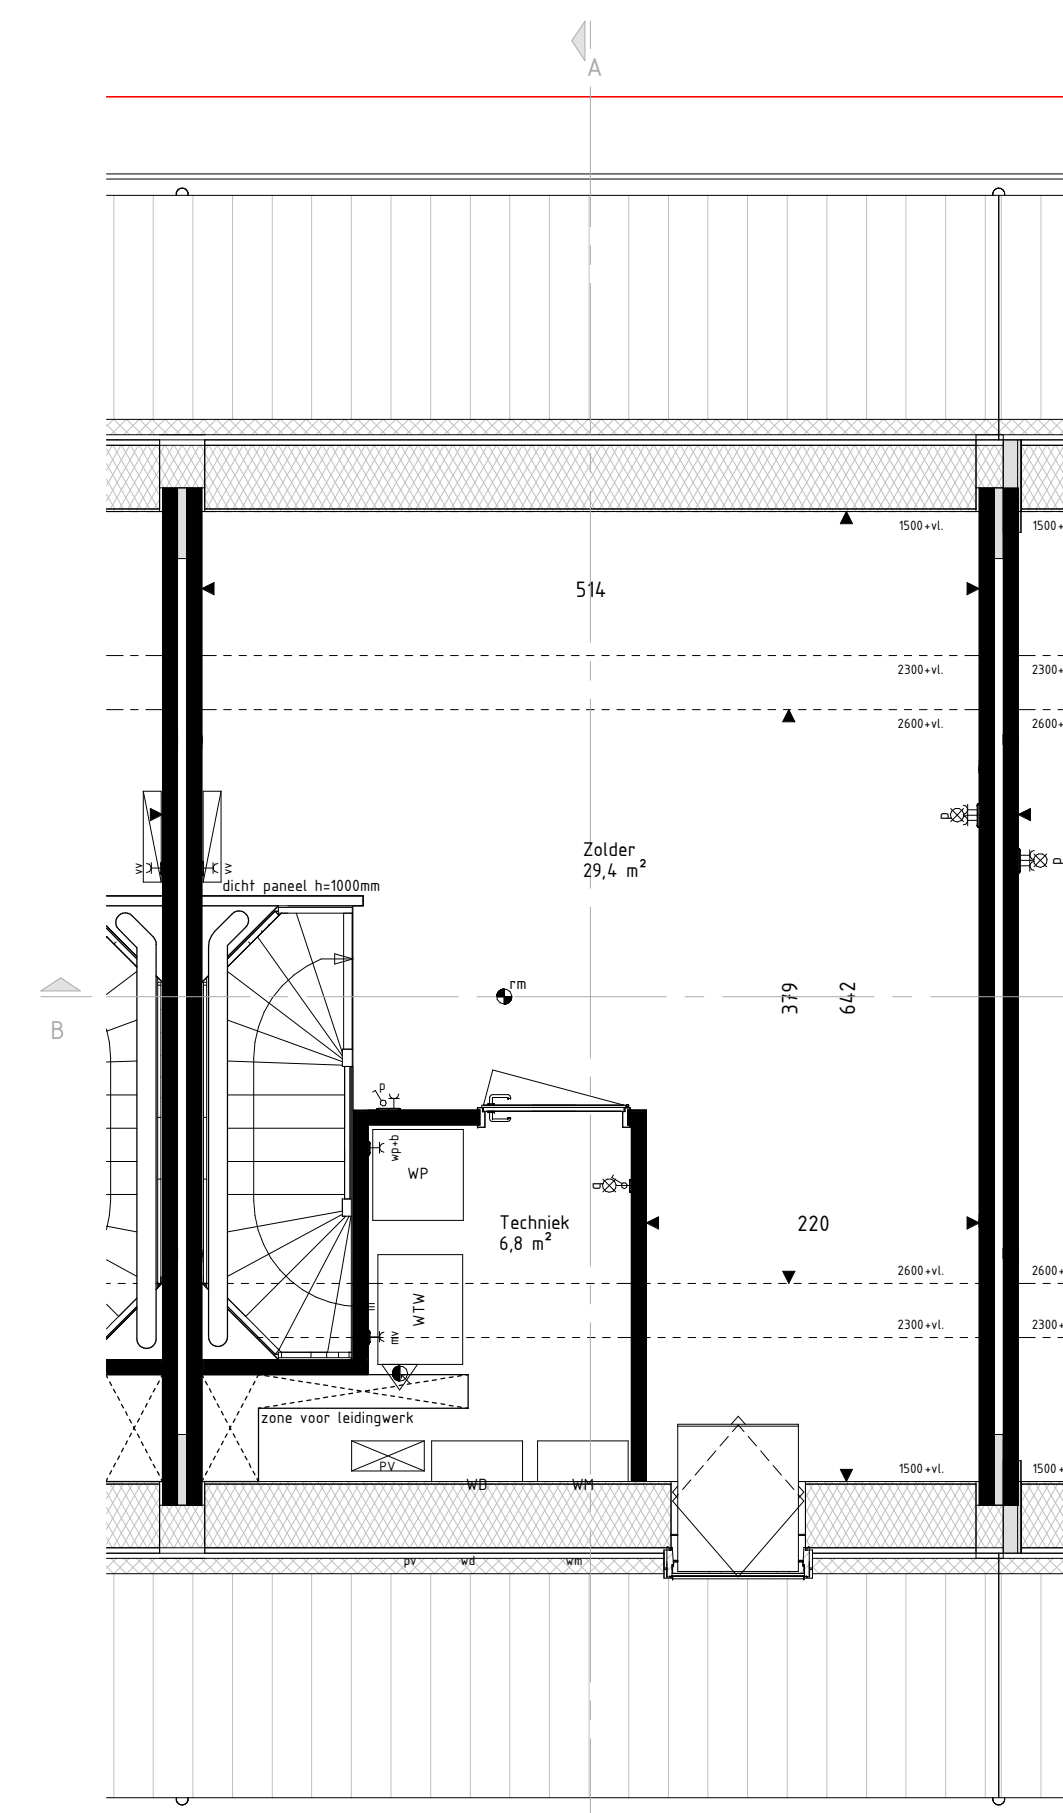 A
1500+vl.
1500+
514
2300+vl.
2300+
2600+vl.
2600+
p
Zolder
29,4 m²
vv
vv
p
dicht paneel h=1000mm
rm
379
642
B
p
wp+b
WP
q
Techniek
6,8 m²
220
2600+vl.
2600+
WTW
2300+vl.
2300+
mv
zone voor leidingwerk
PV
WD
WM
1500+vl.
1500+
pv
wd
wm